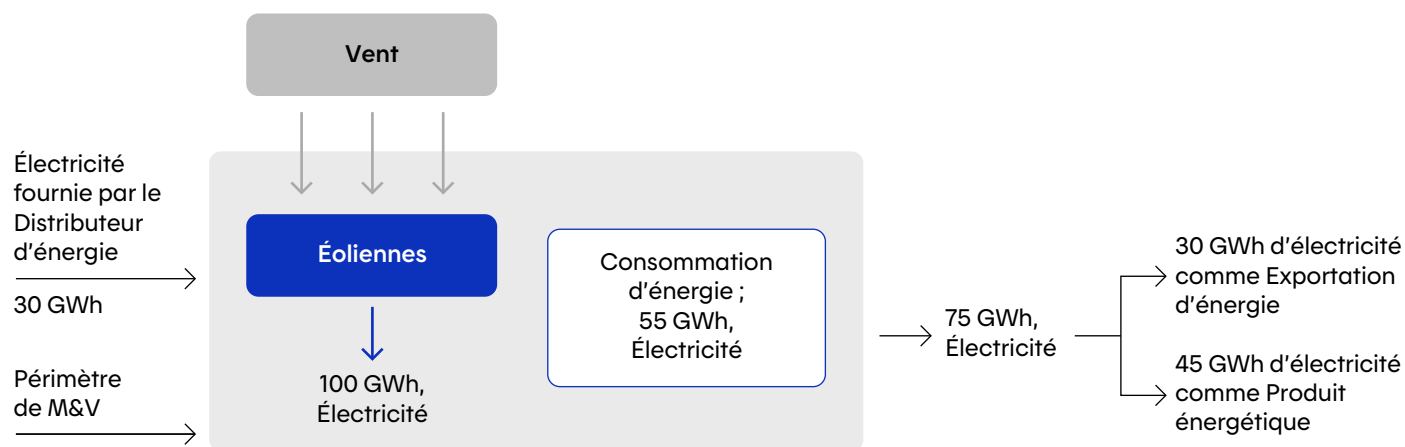 Vent
Électricité
fournie par le
Distributeur
d'énergie
30 GWh
Périmètre
de M&V
Éoliennes
100 GWh,
Électricité
Consommation
d'énergie ;
55 GWh,
Électricité
75 GWh,
Électricité
30 GWh d'électricité
comme Exportation
d'énergie
45 GWh d'électricité
comme Produit
énergétique